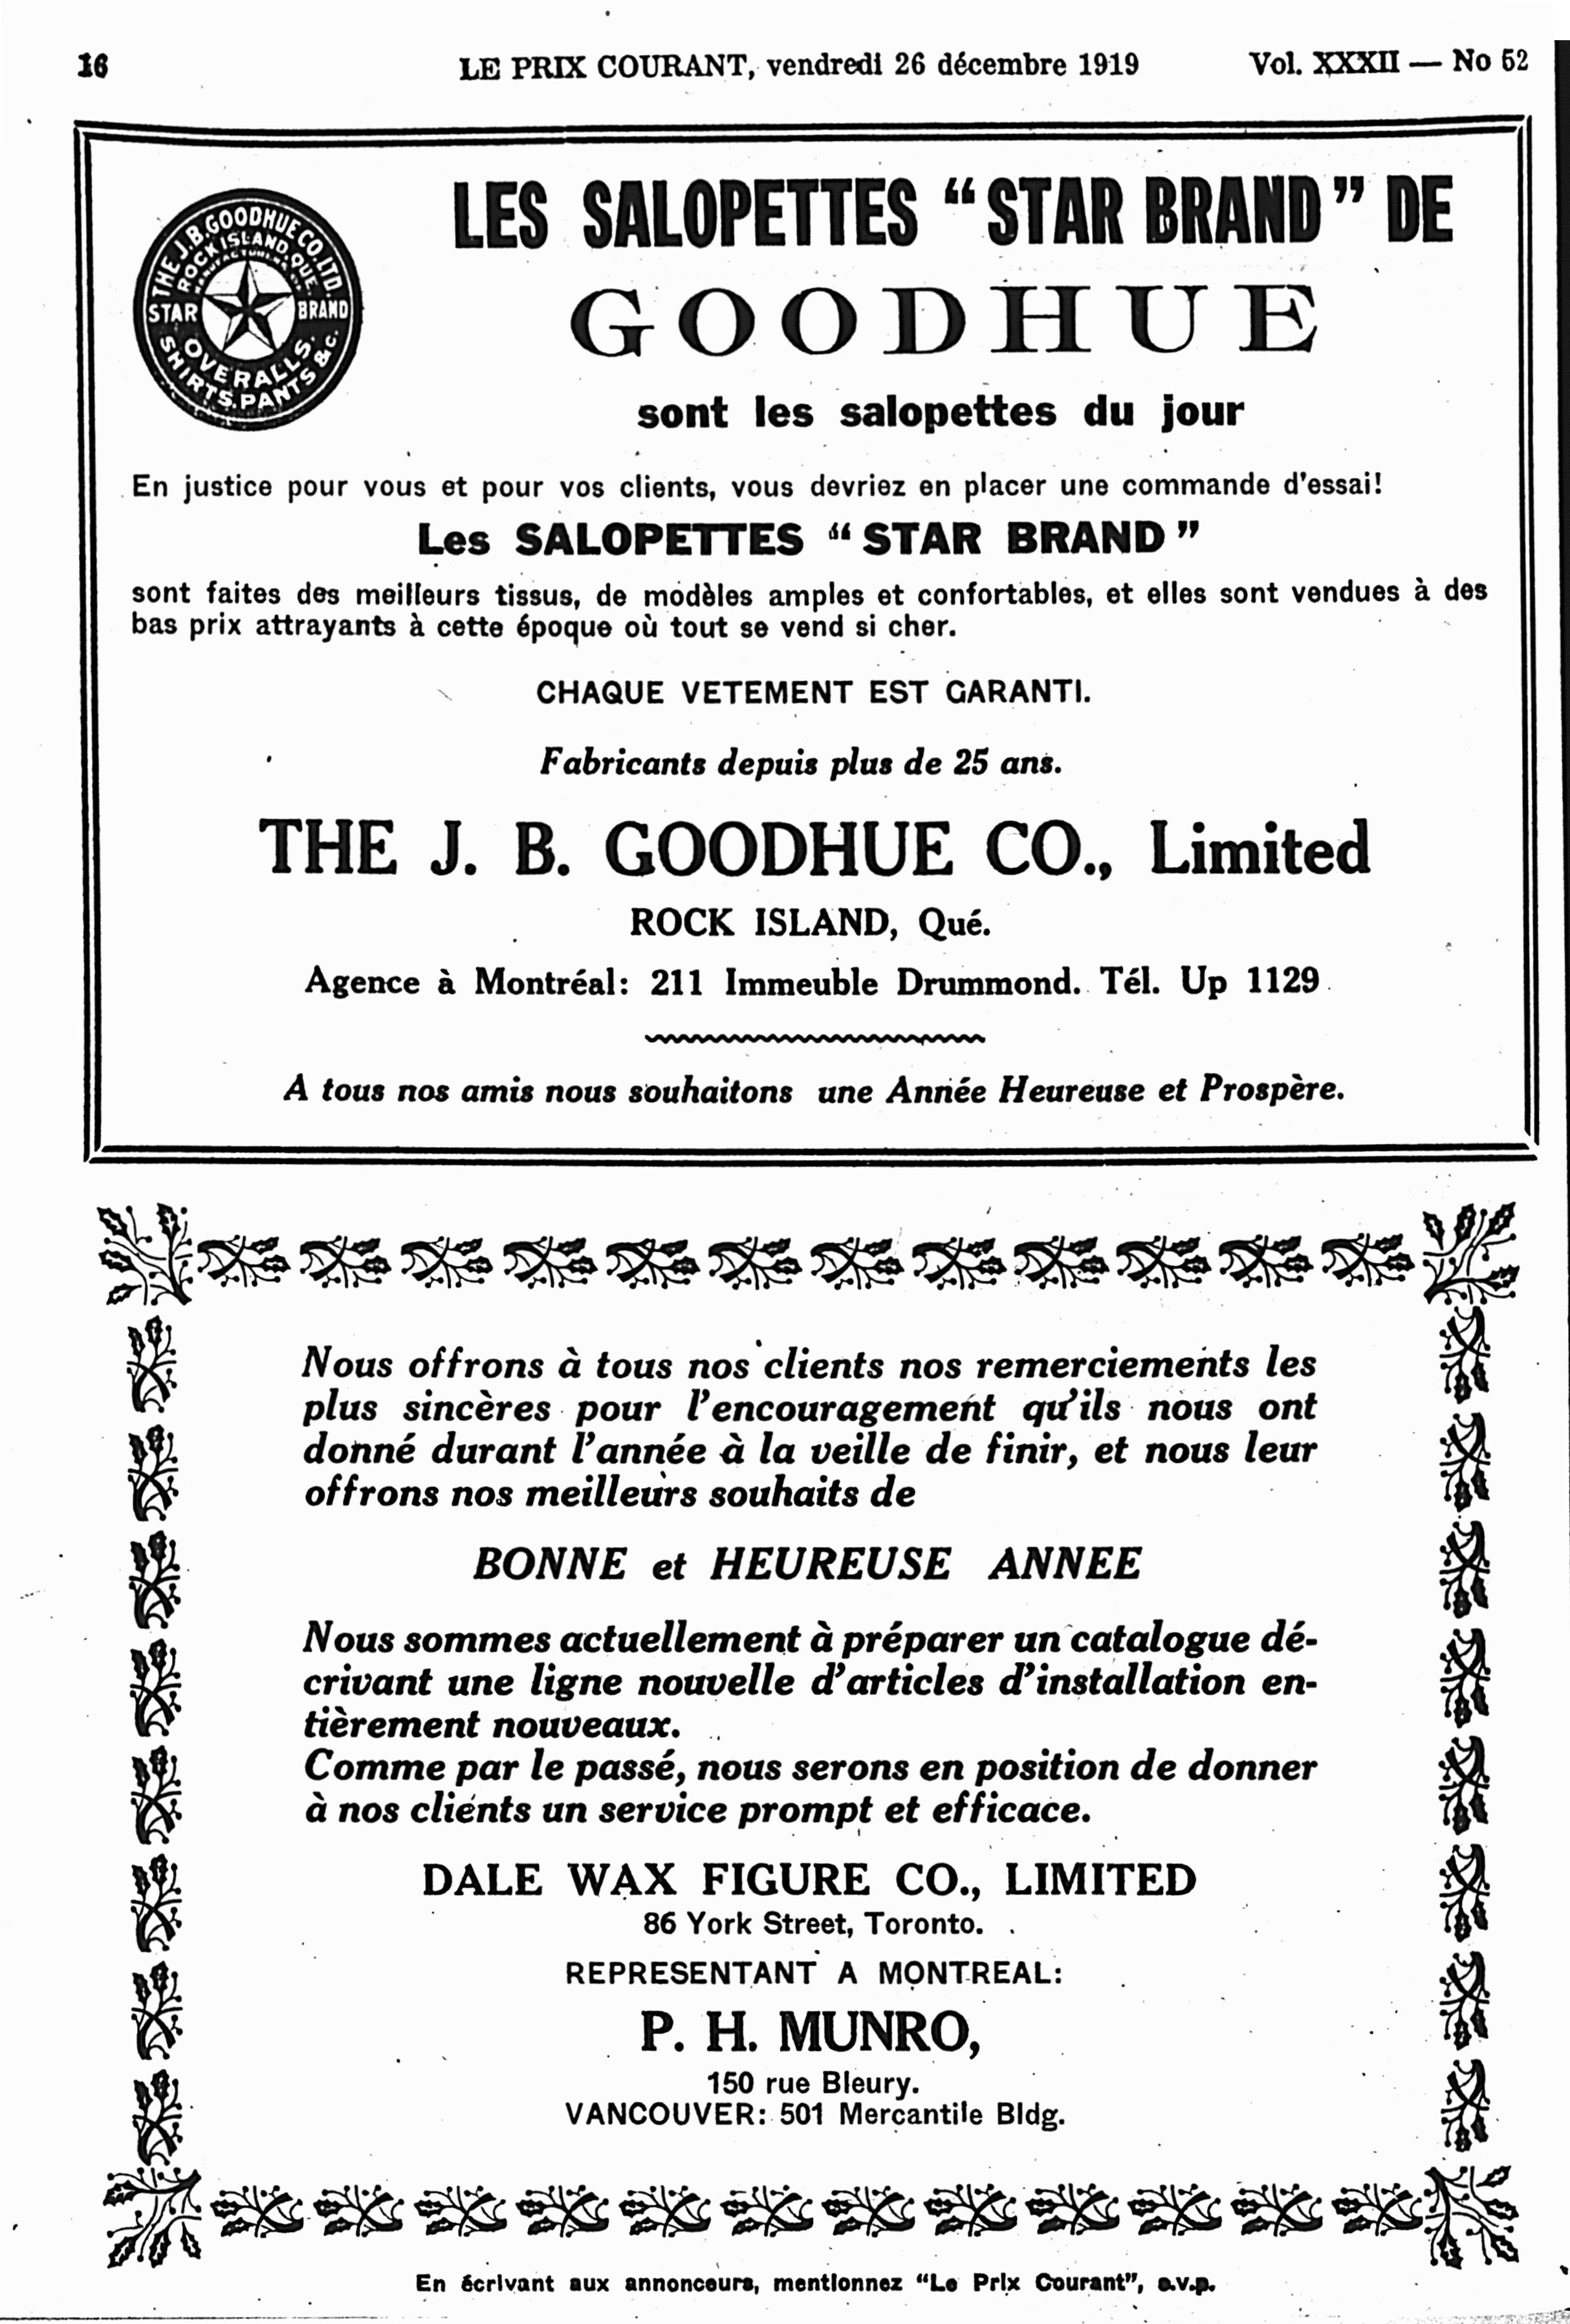 16
LE PRIX COURANT, vendredi 26 décembre 1919
Vol. XXXII — No 52
THE J.B. GOODHUE CO. LTD.
ROCK ISLAND, QUE.
MANUFACTURERS OF
STAR BRAND
OVERALLS.
SHIRTS. PANTS &c.
LES SALOPETTES “STAR BRAND” DE
GOODHUE
sont les salopettes du jour
En justice pour vous et pour vos clients, vous devriez en placer une commande d'essai!
Les SALOPETTES “STAR BRAND”
sont faites des meilleurs tissus, de modèles amples et confortables, et elles sont vendues à des
bas prix attrayants à cette époque où tout se vend si cher.
CHAQUE VETEMENT EST GARANTI.
Fabricants depuis plus de 25 ans.
THE J. B. GOODHUE CO., Limited
ROCK ISLAND, Qué.
Agence à Montréal: 211 Immeuble Drummond. Tél. Up 1129
A tous nos amis nous souhaitons une Année Heureuse et Prospère.
Nous offrons à tous nos clients nos remerciements les
plus sincères pour l'encouragement qu'ils nous ont
donné durant l'année à la veille de finir, et nous leur
offrons nos meilleurs souhaits de
BONNE et HEUREUSE ANNEE
Nous sommes actuellement à préparer un catalogue dé-
crivant une ligne nouvelle d'articles d'installation en-
tièrement nouveaux.
Comme par le passé, nous serons en position de donner
à nos clients un service prompt et efficace.
DALE WAX FIGURE CO., LIMITED
86 York Street, Toronto.
REPRESENTANT A MONTREAL:
P. H. MUNRO,
150 rue Bleury.
VANCOUVER: 501 Mercantile Bldg.
En écrivant aux annonceurs, mentionnez “Le Prix Courant”, s.v.p.